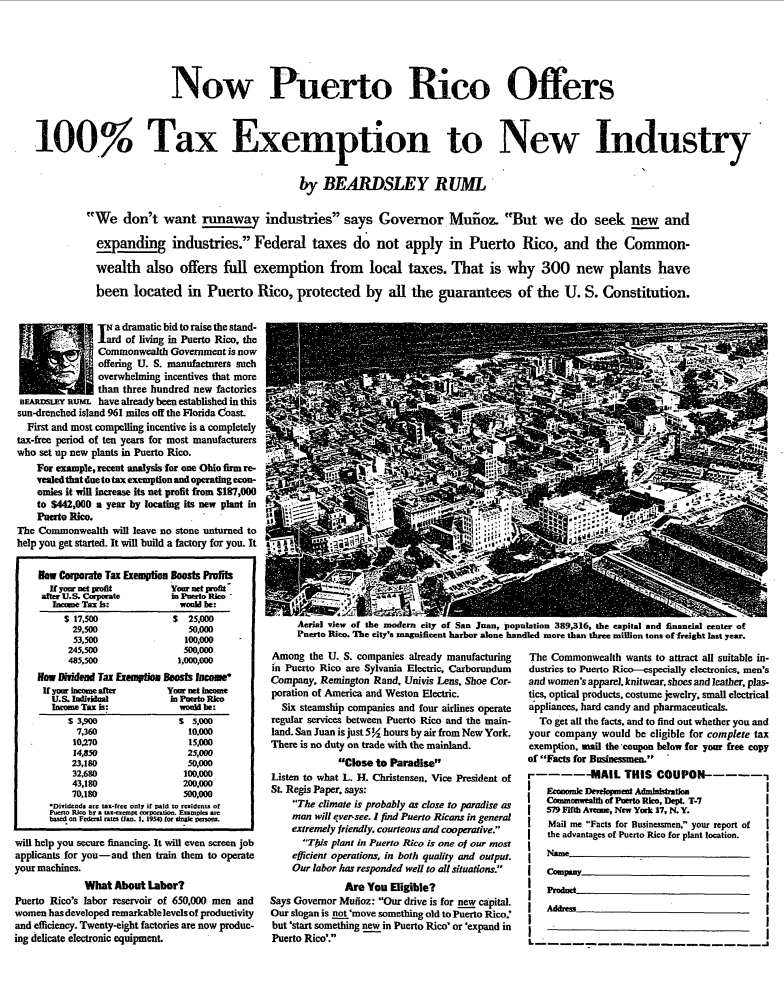 Now Puerto Rico Offers
100% Tax Exemption to New Industry
by BEARDSLEY RUML
"We don't want runaway industries" says Governor Muñoz. "But we do seek new and
expanding industries." Federal taxes do not apply in Puerto Rico, and the Common-
wealth also offers full exemption from local taxes. That is why 300 new plants have
been located in Puerto Rico, protected by all the guarantees of the U. S. Constitution.
BEARDSLEY RUML
IN a dramatic bid to raise the stand-
ard of living in Puerto Rico, the
Commonwealth Government is now
offering U. S. manufacturers such
overwhelming incentives that more
than three hundred new factories
have already been established in this
sun-drenched island 961 miles off the Florida Coast.
First and most compelling incentive is a completely
tax-free period of ten years for most manufacturers
who set up new plants in Puerto Rico.
For example, recent analysis for one Ohio firm re-
vealed that due to tax exemption and operating econ-
omies it will increase its net profit from $187,000
to $442,000 a year by locating its new plant in
Puerto Rico.
The Commonwealth will leave no stone unturned to
help you get started. It will build a factory for you. It
How Corporate Tax Exemption Boosts Profits
If your net profit after U.S. Corporate Income Tax is: Your net profit in Puerto Rico would be:
$ 17,500 $ 25,000
29,500 50,000
53,500 100,000
245,500 500,000
485,500 1,000,000
How Dividend Tax Exemption Boosts Income*
If your income after U.S. Individual Income Tax is: Your net income in Puerto Rico would be:
$ 3,900 $ 5,000
7,360 10,000
10,270 15,000
14,850 25,000
23,180 50,000
32,680 100,000
43,180 200,000
70,180 500,000
*Dividends are tax-free only if paid to residents of
Puerto Rico by a tax-exempt corporation. Examples are
based on Federal rates (Jan. 1, 1954) for single persons.
will help you secure financing. It will even screen job
applicants for you—and then train them to operate
your machines.
What About Labor?
Puerto Rico's labor reservoir of 650,000 men and
women has developed remarkable levels of productivity
and efficiency. Twenty-eight factories are now produc-
ing delicate electronic equipment.
Aerial view of the modern city of San Juan, population 389,316, the capital and financial center of
Puerto Rico. The city's magnificent harbor alone handled more than three million tons of freight last year.
Among the U. S. companies already manufacturing
in Puerto Rico are Sylvania Electric, Carborundum
Company, Remington Rand, Univis Lens, Shoe Cor-
poration of America and Weston Electric.
Six steamship companies and four airlines operate
regular services between Puerto Rico and the main-
land. San Juan is just 5½ hours by air from New York.
There is no duty on trade with the mainland.
"Close to Paradise"
Listen to what L. H. Christensen, Vice President of
St. Regis Paper, says:
"The climate is probably as close to paradise as
man will ever see. I find Puerto Ricans in general
extremely friendly, courteous and cooperative."
"This plant in Puerto Rico is one of our most
efficient operations, in both quality and output.
Our labor has responded well to all situations."
Are You Eligible?
Says Governor Muñoz: "Our drive is for new capital.
Our slogan is not 'move something old to Puerto Rico,'
but 'start something new in Puerto Rico' or 'expand in
Puerto Rico'."
The Commonwealth wants to attract all suitable in-
dustries to Puerto Rico—especially electronics, men's
and women's apparel, knitwear, shoes and leather, plas-
tics, optical products, costume jewelry, small electrical
appliances, hard candy and pharmaceuticals.
To get all the facts, and to find out whether you and
your company would be eligible for complete tax
exemption, mail the coupon below for your free copy
of "Facts for Businessmen."
MAIL THIS COUPON
Economic Development Administration
Commonwealth of Puerto Rico, Dept. T-7
579 Fifth Avenue, New York 17, N. Y.
Mail me "Facts for Businessmen," your report of
the advantages of Puerto Rico for plant location.
Name
Company
Product
Address